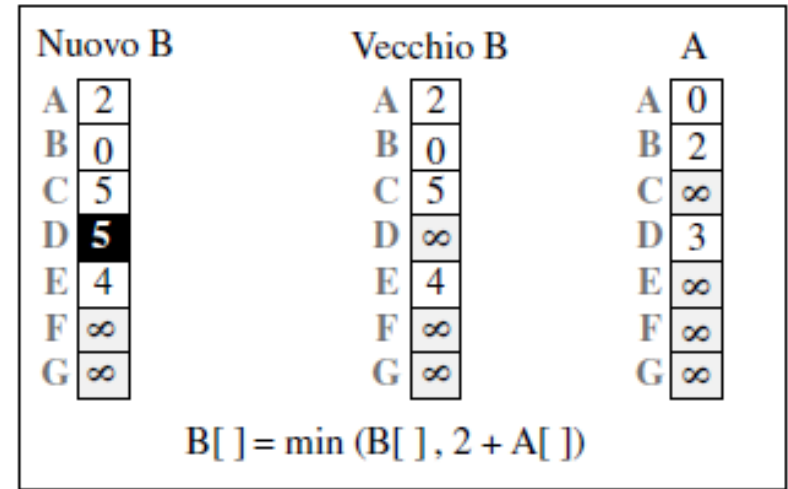 Nuovo B Vecchio B A
A 2 A 2 A 0
B 0 B 0 B 2
C 5 C 5 C ∞
D 5 D ∞ D 3
E 4 E 4 E ∞
F ∞ F ∞ F ∞
G ∞ G ∞ G ∞
B[ ] = min (B[ ] , 2 + A[ ])